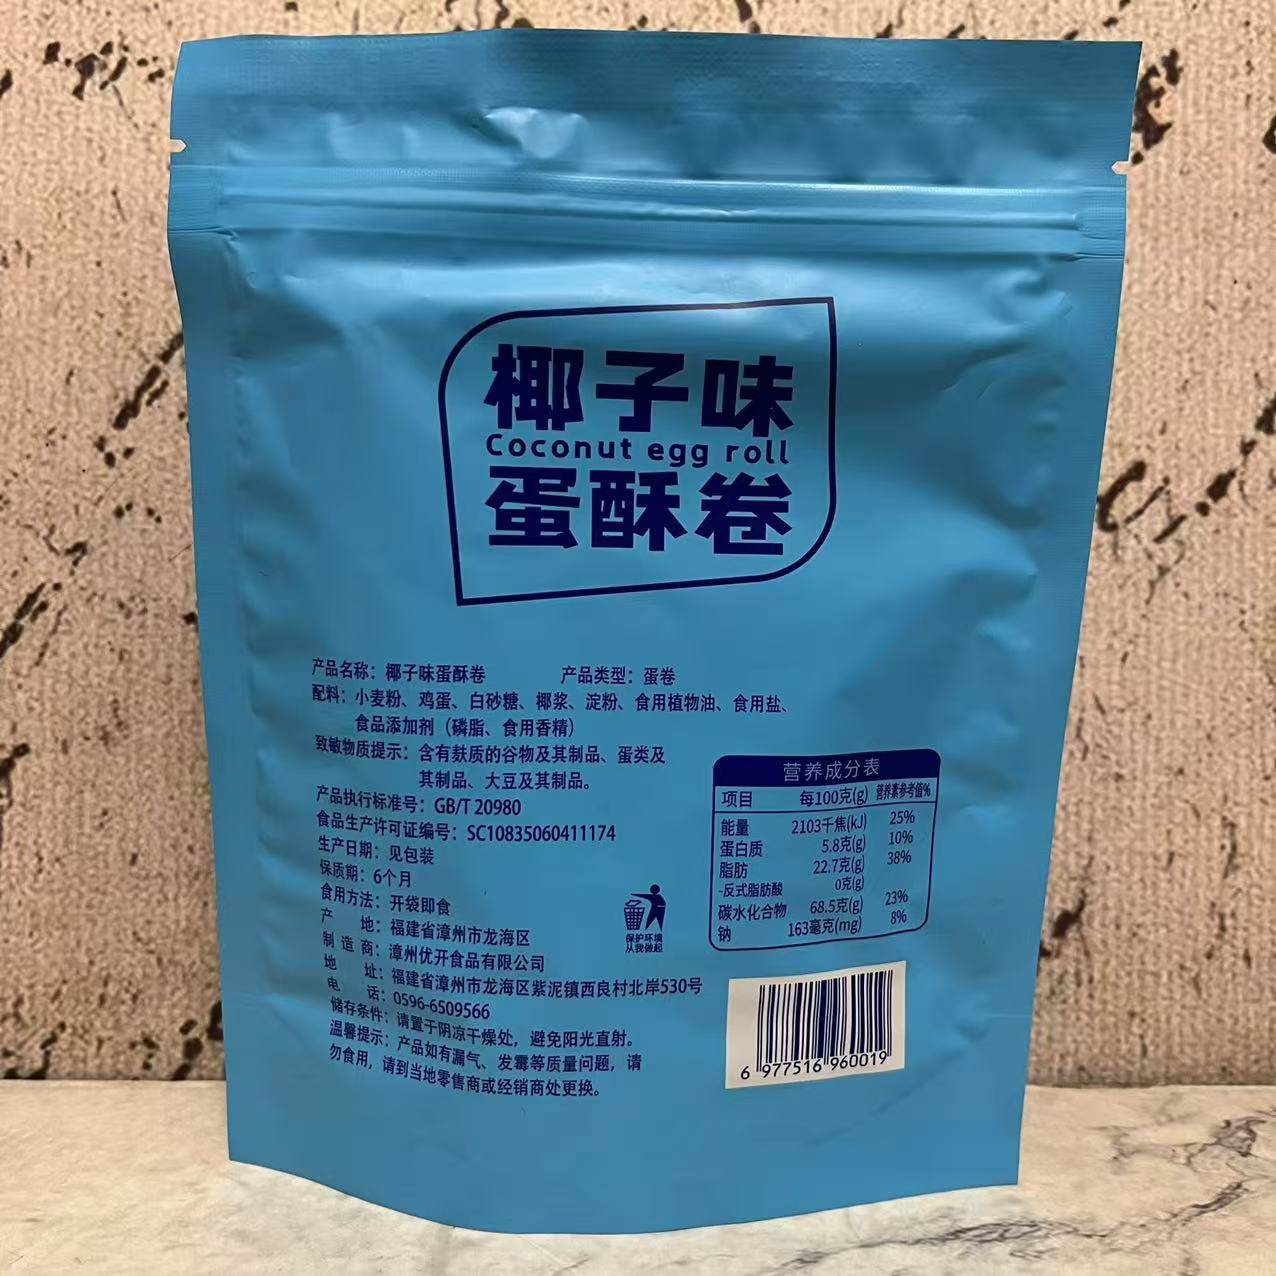 椰子味
Coconut egg roll
蛋酥卷
产品名称：椰子味蛋酥卷 产品类型：蛋卷
配料：小麦粉、鸡蛋、白砂糖、椰浆、淀粉、食用植物油、食用盐、
食品添加剂（磷脂、食用香精）
致敏物质提示：含有麸质的谷物及其制品、蛋类及
其制品、大豆及其制品。
产品执行标准号：GB/T 20980
食品生产许可证编号：SC10835060411174
生产日期：见包装
保质期：6个月
食用方法：开袋即食
产地：福建省漳州市龙海区
制造商：漳州优开食品有限公司
地址：福建省漳州市龙海区紫泥镇西良村北岸530号
电话：0596-6509566
储存条件：请置于阴凉干燥处，避免阳光直射。
温馨提示：产品如有漏气、发霉等质量问题，请
勿食用，请到当地零售商或经销商处更换。
保护环境
从我做起
营养成分表
项目 每100克(g) 营养素参考值%
能量 2103千焦(kJ) 25%
蛋白质 5.8克(g) 10%
脂肪 22.7克(g) 38%
-反式脂肪酸 0克(g)
碳水化合物 68.5克(g) 23%
钠 163毫克(mg) 8%
6 977516 960019